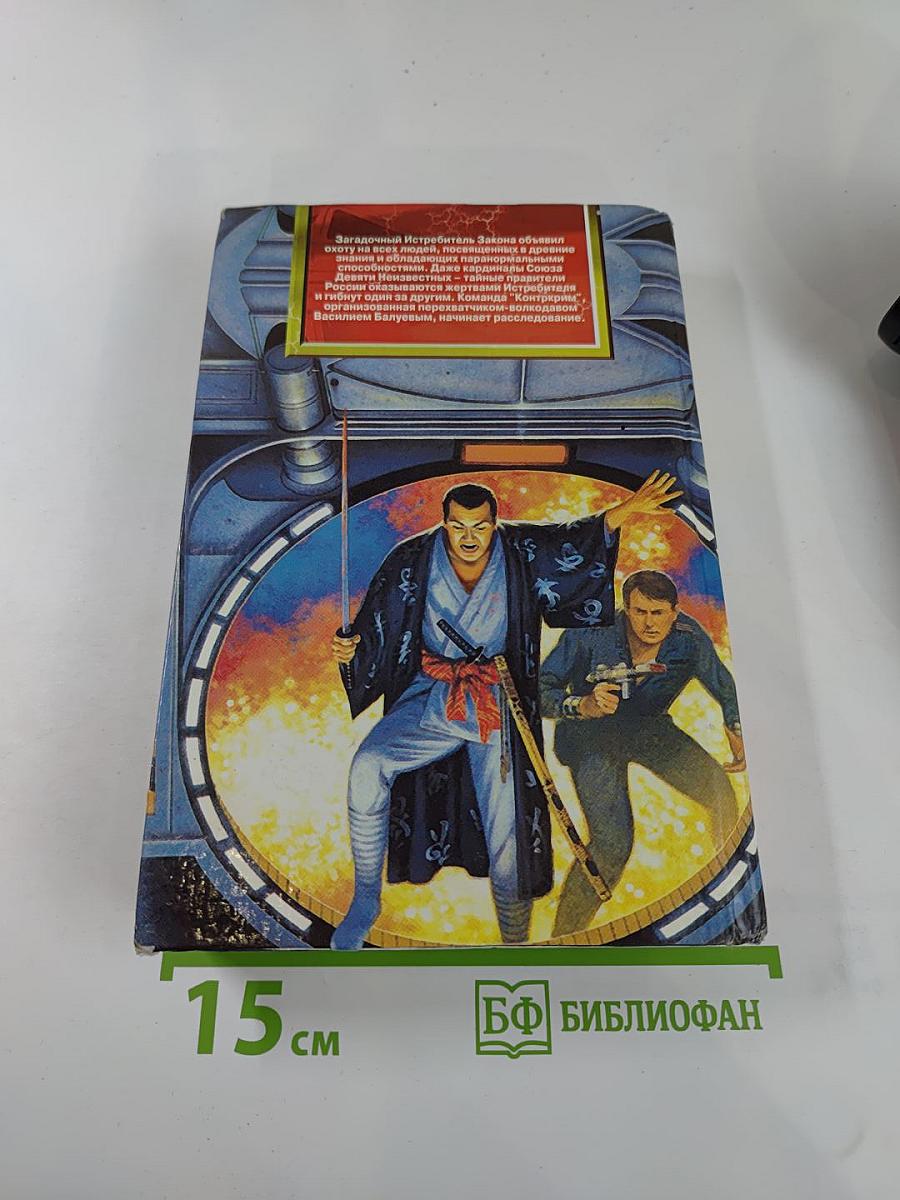 Загадочный Истребитель Закона объявил
охоту на всех людей, посвященных в древние
знания и обладающих паранормальными
способностями. Даже кардиналы Союза
Девяти Неизвестных – тайные правители
России оказываются жертвами Истребителя
и гибнут один за другим. Команда "Контркрим",
организованная перехватчиком-волкодавом
Василием Балуевым, начинает расследование.
15 см
БФ БИБЛИОФАН